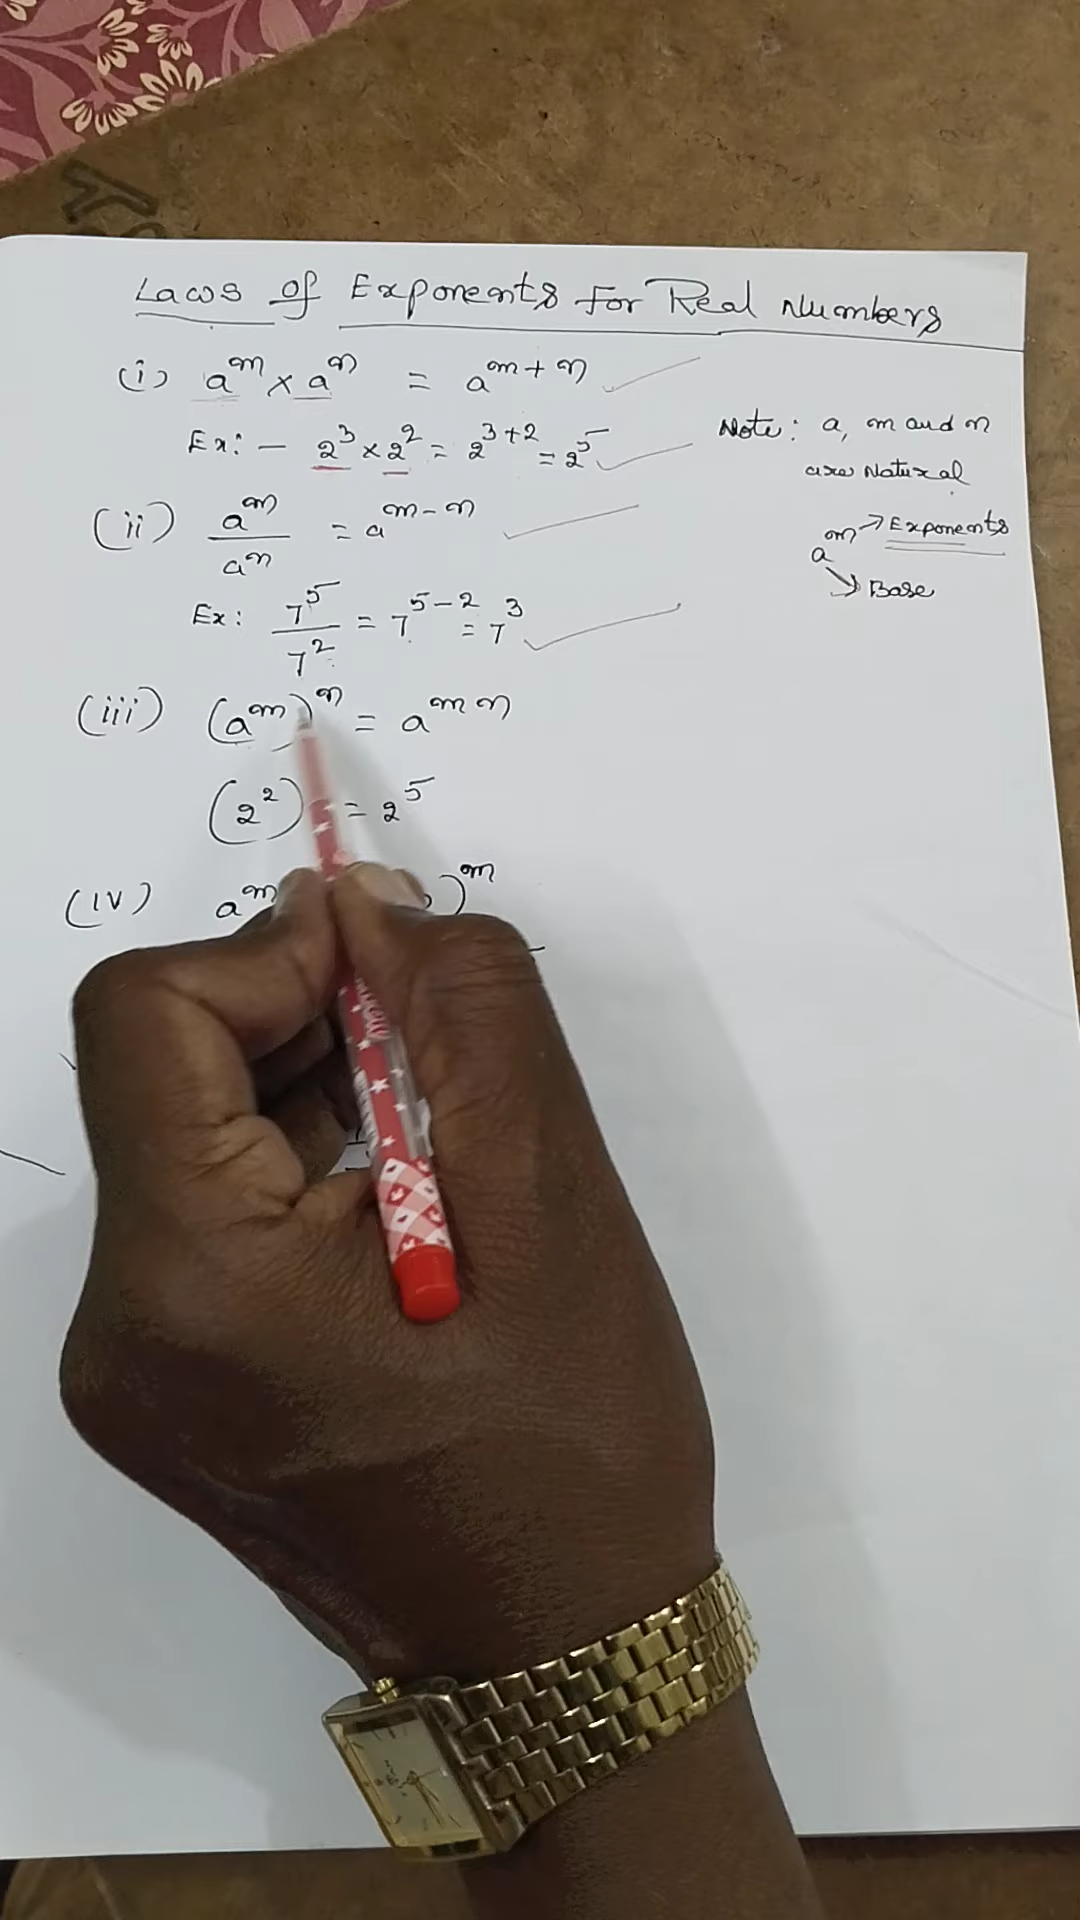 Laws of Exponents For Real Numbers
(i) a^m × a^n = a^{m+n}
Ex: - 2^3 × 2^2 = 2^{3+2} = 2^5
Note: a, m and n
are Natural
(ii) a^m / a^n = a^{m-n}
a^m → Exponents
Base
Ex: 7^5 / 7^2 = 7^{5-2} = 7^3
(iii) (a^m)^n = a^{mn}
(2^2) = 2^5
(iv) a^m )^m